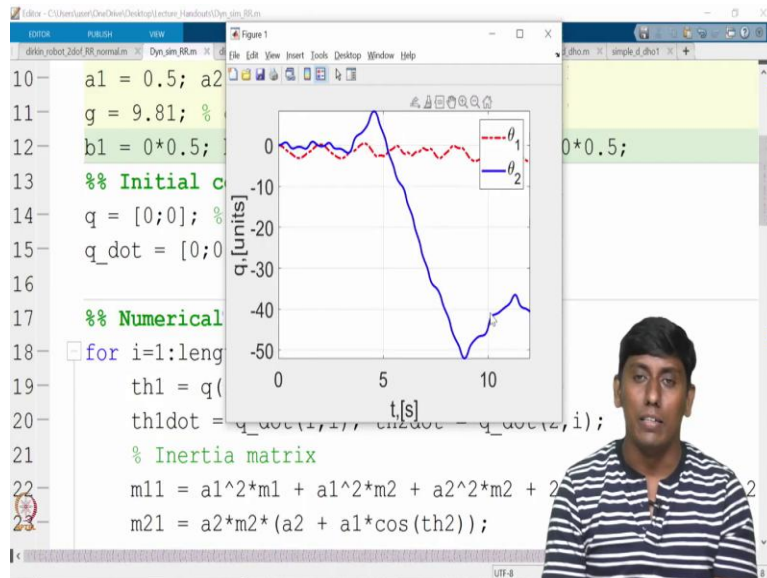 Editor - C:\Users\user\OneDrive\Desktop\Lecture_Handouts\Dyn_sim_RR.m
EDITOR PUBLISH VIEW
dirkin_robot_2dof_RR_normal.m Dyn_sim_RR.m
d_dho.m simple_d_dho1
Figure 1
File Edit View Insert Tools Desktop Window Help
10 a1 = 0.5; a2
11 g = 9.81; %
12 b1 = 0*0.5; 0*0.5;
13 %% Initial c
14 q = [0;0]; %
15 q_dot = [0;0
16
17 %% Numerical
18 for i=1:leng
19 th1 = q(
20 th1dot = q_dot(1,i); th2dot = q_dot(2,i);
21 % Inertia matrix
22 m11 = a1^2*m1 + a1^2*m2 + a2^2*m2 + 2
23 m21 = a2*m2*(a2 + a1*cos(th2));
θ1
θ2
q,[units]
0
-10
-20
-30
-40
-50
0 5 10
t,[s]
UTF-8